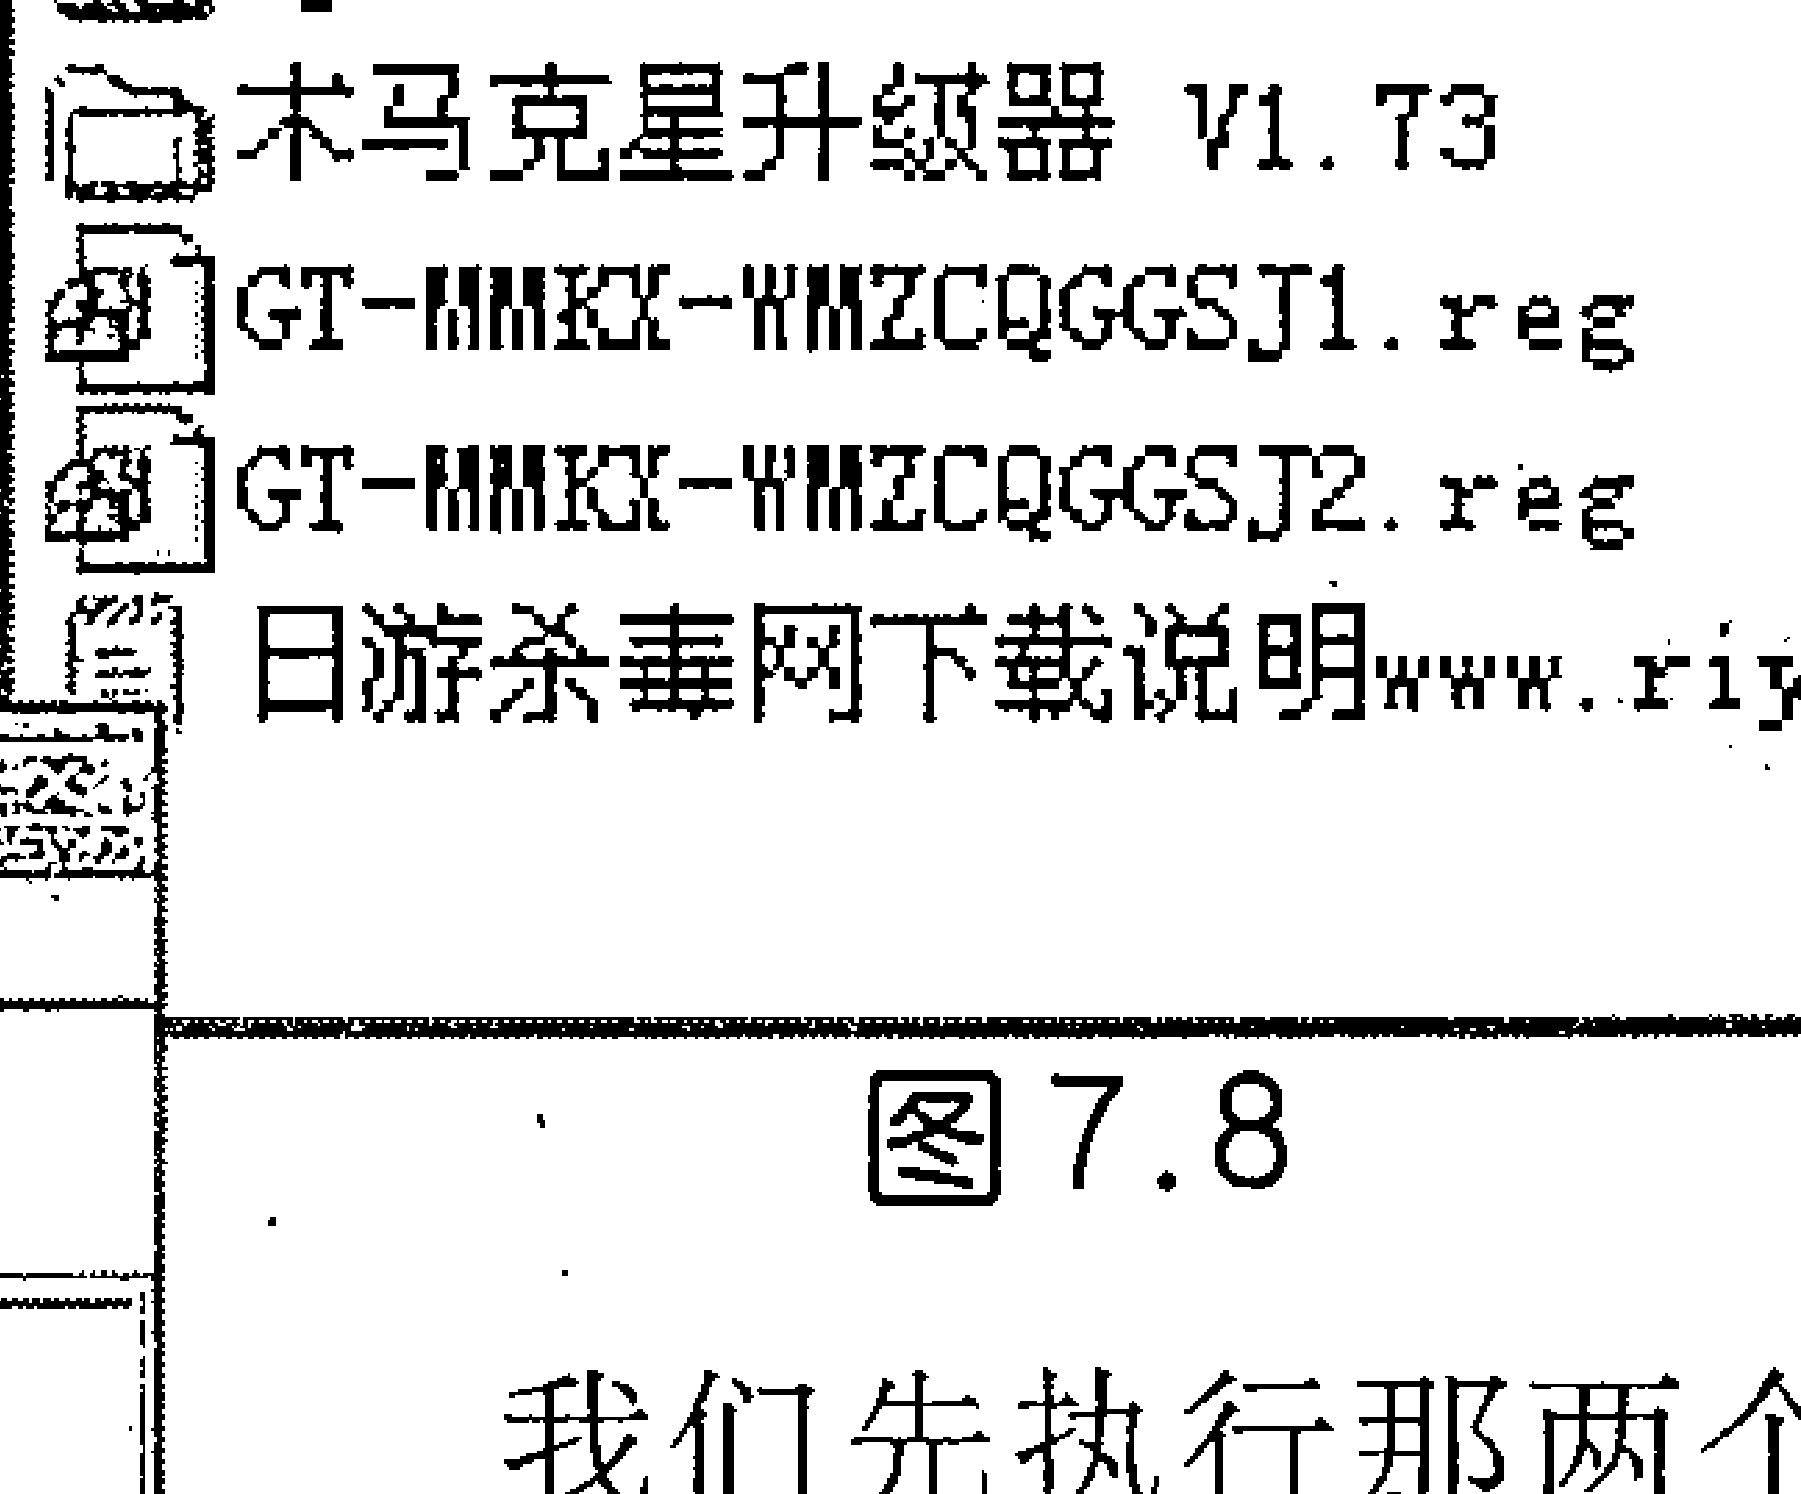 木马克星升级器 V1.73
GT-MMKX-WMZCQGGSJ1.reg
GT-MMKX-WMZCQGGSJ2.reg
日游杀毒网下载说明www.riy
图 7.8
我们先执行那两个